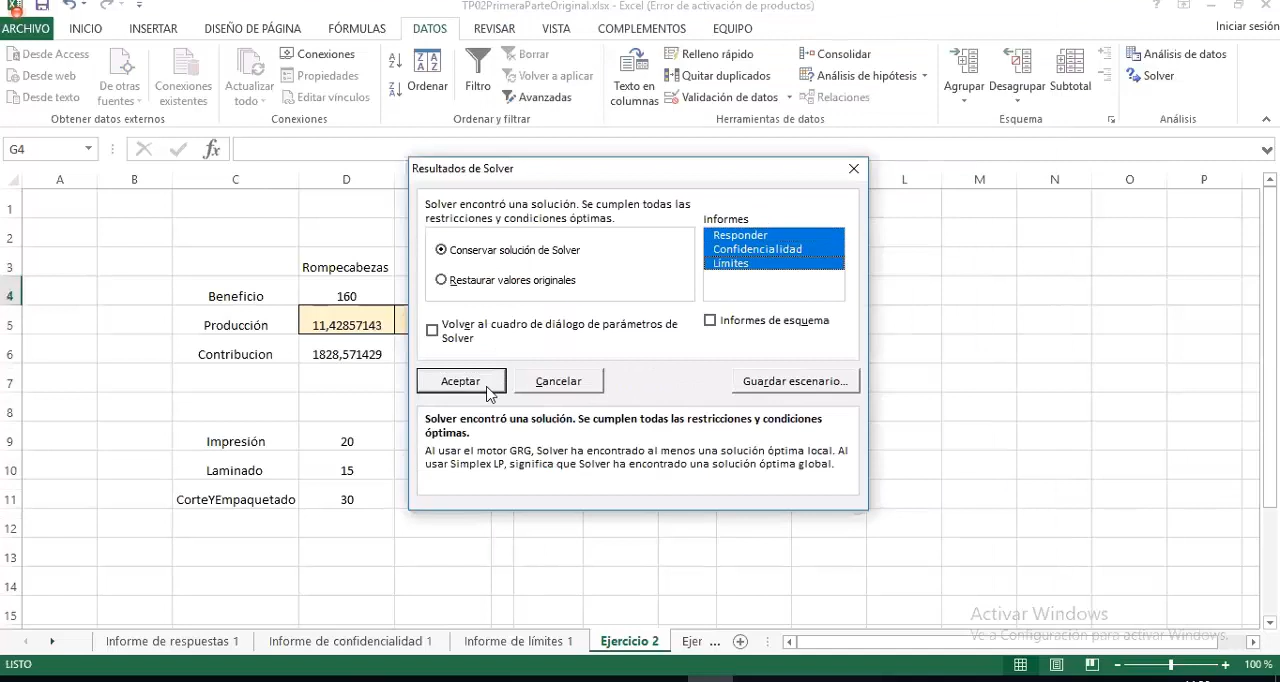 TP02PrimeraParteOriginal.xlsx - Excel (Error de activación de productos)
ARCHIVO INICIO INSERTAR DISEÑO DE PÁGINA FÓRMULAS DATOS REVISAR VISTA COMPLEMENTOS EQUIPO Iniciar sesión
Desde Access
Desde web
Desde texto
De otras
fuentes
Conexiones
existentes
Obtener datos externos
Actualizar
todo
Conexiones
Propiedades
Editar vínculos
Conexiones
Ordenar
Filtro
Borrar
Volver a aplicar
Avanzadas
Ordenar y filtrar
Texto en
columnas
Relleno rápido
Quitar duplicados
Validación de datos
Consolidar
Análisis de hipótesis
Relaciones
Herramientas de datos
Agrupar Desagrupar Subtotal
Esquema
Análisis de datos
Solver
Análisis
G4
fx
A B C D L M N O P
1
2
3 Rompecabezas
4 Beneficio 160
5 Producción 11,42857143
6 Contribucion 1828,571429
7
8
9 Impresión 20
10 Laminado 15
11 CorteYEmpaquetado 30
12
13
14
15
Resultados de Solver
Solver encontró una solución. Se cumplen todas las
restricciones y condiciones óptimas.
Conservar solución de Solver
Restaurar valores originales
Volver al cuadro de diálogo de parámetros de
Solver
Informes
Responder
Confidencialidad
Límites
Informes de esquema
Aceptar Cancelar Guardar escenario...
Solver encontró una solución. Se cumplen todas las restricciones y condiciones
óptimas.
Al usar el motor GRG, Solver ha encontrado al menos una solución óptima local. Al
usar Simplex LP, significa que Solver ha encontrado una solución óptima global.
Activar Windows
Ve a Configuración para activar Windows.
Informe de respuestas 1 Informe de confidencialidad 1 Informe de límites 1 Ejercicio 2 Ejer ...
LISTO 100 %